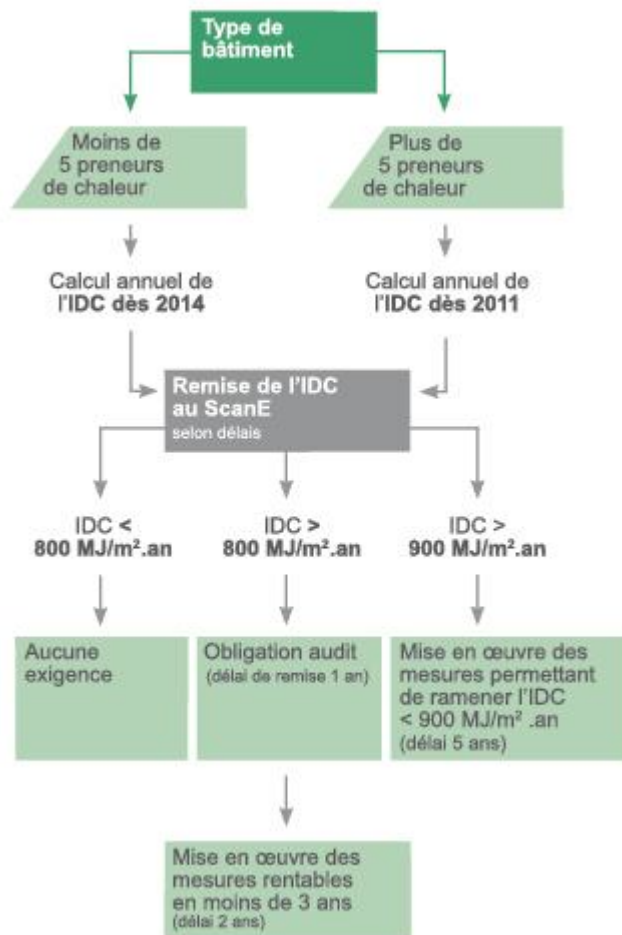 Type de
bâtiment
Moins de
5 preneurs
de chaleur
Plus de
5 preneurs
de chaleur
Calcul annuel de
l'IDC dès 2014
Calcul annuel de
l'IDC dès 2011
Remise de l'IDC
au ScanE
selon délais
IDC <
800 MJ/m².an
IDC >
800 MJ/m².an
IDC >
900 MJ/m².an
Aucune
exigence
Obligation audit
(délai de remise 1 an)
Mise en œuvre des
mesures permettant
de ramener l'IDC
< 900 MJ/m² .an
(délai 5 ans)
Mise en œuvre des
mesures rentables
en moins de 3 ans
(délai 2 ans)